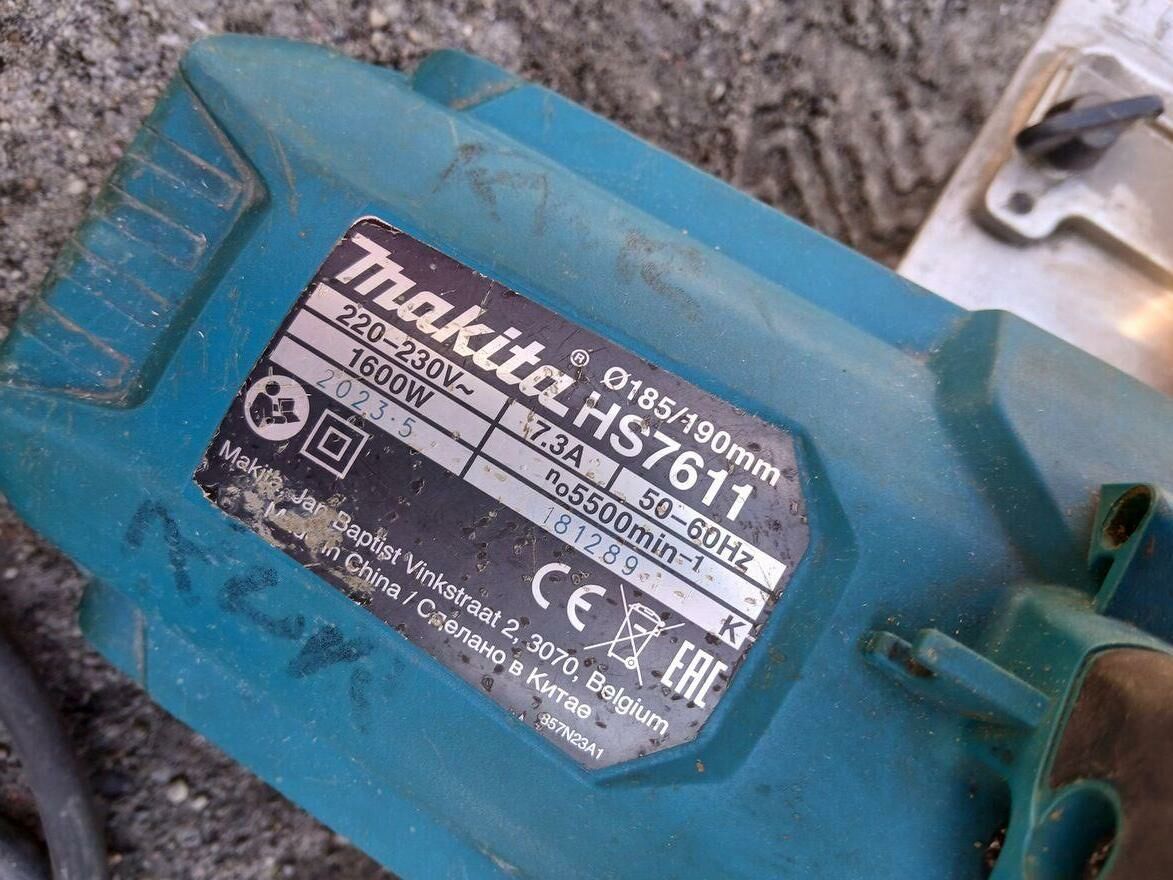 makita® Ø185/190mm
HS7611
220-230V~ 7.3A 50-60Hz
1600W n₀5500min-1
2023.5 181289 K
Makita, Jan Baptist Vinkstraat 2, 3070, Belgium
Made in China / Сделано в Китае
CE EAC
857N23A1